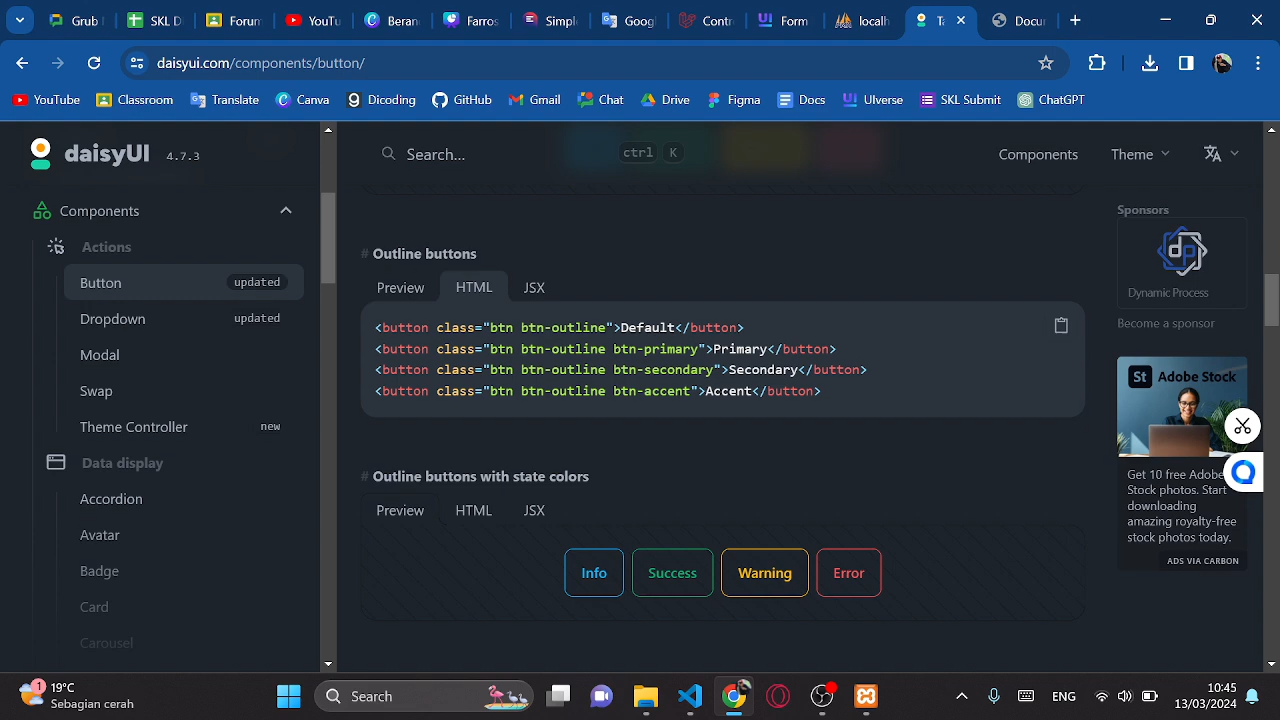 Grub
SKL D
Forum
YouTu
Beran
Farros
Simple
Goog
Contr
Form
localh
Ta
Docu
daisyui.com/components/button/
YouTube
Classroom
Translate
Canva
Dicoding
GitHub
Gmail
Chat
Drive
Figma
Docs
UIverse
SKL Submit
ChatGPT
daisyUI 4.7.3
Search...
ctrl K
Components
Theme
Components
Actions
Button updated
Dropdown updated
Modal
Swap
Theme Controller new
Data display
Accordion
Avatar
Badge
Card
Carousel
# Outline buttons
Preview HTML JSX
<button class="btn btn-outline">Default</button>
<button class="btn btn-outline btn-primary">Primary</button>
<button class="btn btn-outline btn-secondary">Secondary</button>
<button class="btn btn-outline btn-accent">Accent</button>
# Outline buttons with state colors
Preview HTML JSX
Info Success Warning Error
Sponsors
dp
Dynamic Process
Become a sponsor
St Adobe Stock
Get 10 free Adobe
Stock photos. Start
downloading
amazing royalty-free
stock photos today.
ADS VIA CARBON
1
19°C
Sebagian cerah
Search
ENG
10:45
13/03/2024